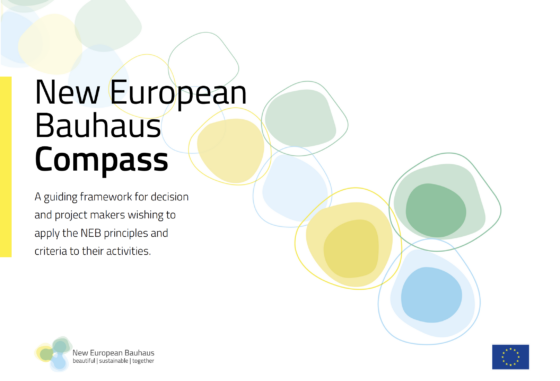 New European
Bauhaus
Compass
A guiding framework for decision
and project makers wishing to
apply the NEB principles and
criteria to their activities.
New European Bauhaus
beautiful | sustainable | together